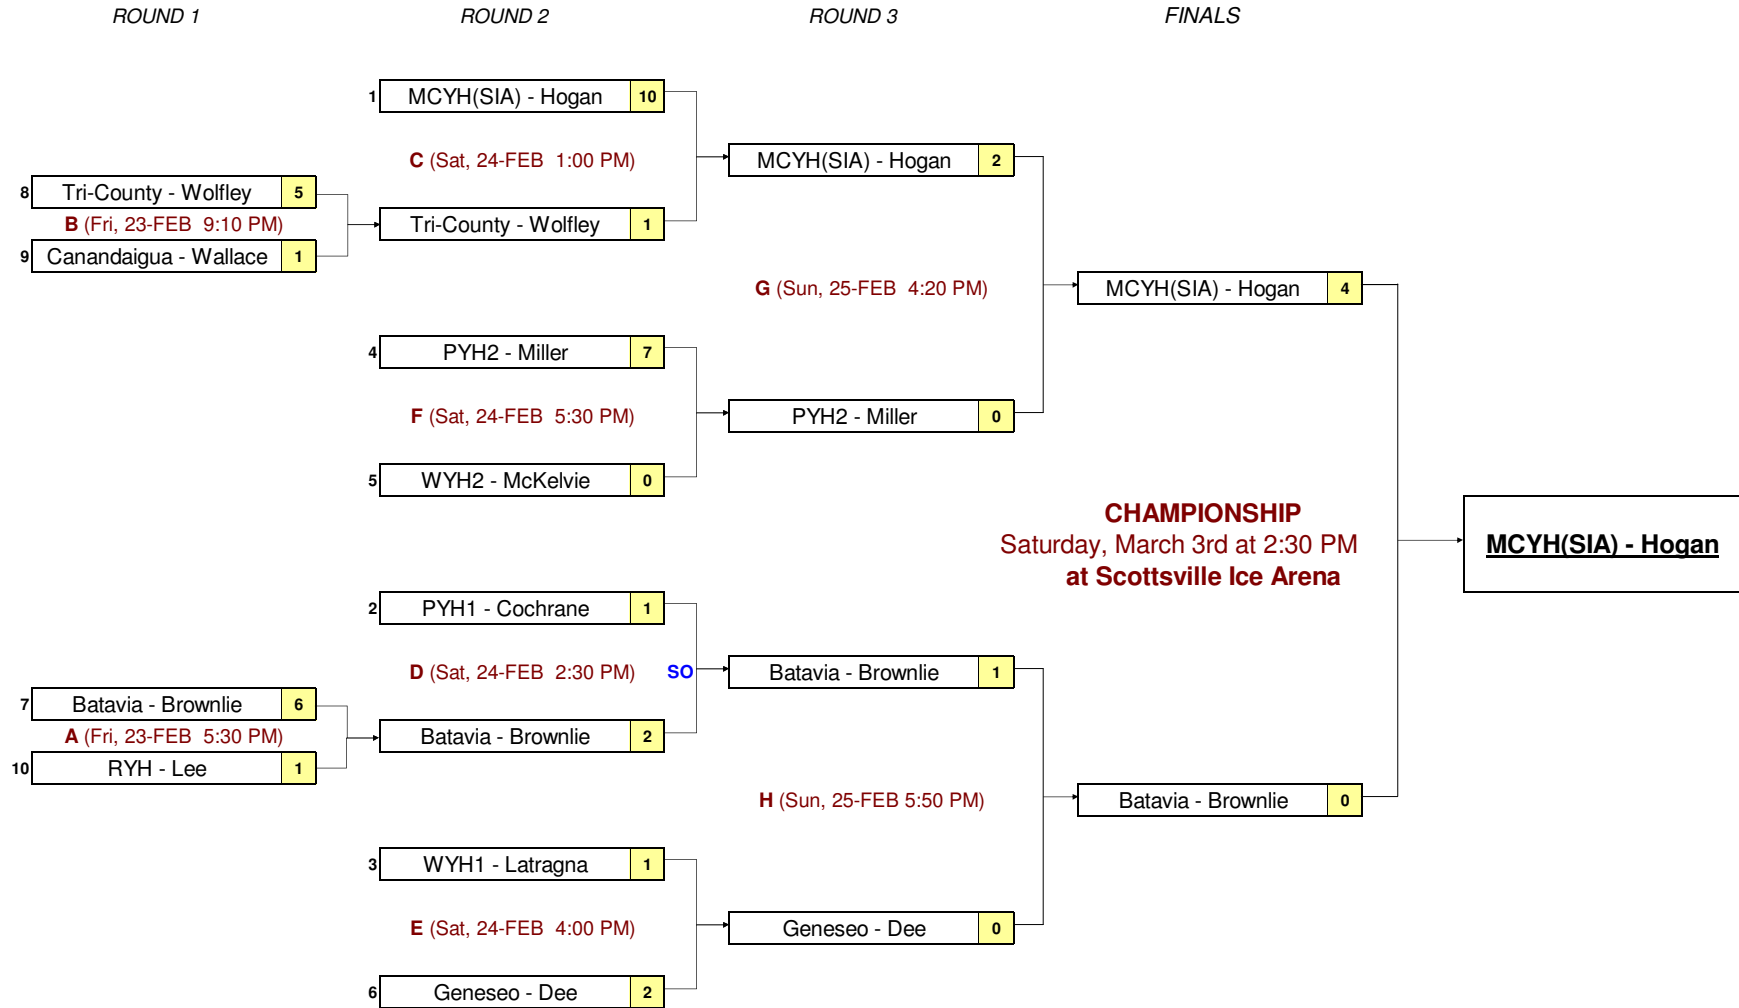 ROUND 1 ROUND 2 ROUND 3 FINALS
1 MCYH(SIA) - Hogan 10
C (Sat, 24-FEB 1:00 PM)
MCYH(SIA) - Hogan 2
8 Tri-County - Wolfley 5
B (Fri, 23-FEB 9:10 PM)
Tri-County - Wolfley 1
9 Canandaigua - Wallace 1
G (Sun, 25-FEB 4:20 PM)
MCYH(SIA) - Hogan 4
4 PYH2 - Miller 7
F (Sat, 24-FEB 5:30 PM)
PYH2 - Miller 0
5 WYH2 - McKelvie 0
CHAMPIONSHIP
Saturday, March 3rd at 2:30 PM
at Scottsville Ice Arena
MCYH(SIA) - Hogan
2 PYH1 - Cochrane 1
D (Sat, 24-FEB 2:30 PM) SO
Batavia - Brownlie 1
7 Batavia - Brownlie 6
A (Fri, 23-FEB 5:30 PM)
Batavia - Brownlie 2
10 RYH - Lee 1
H (Sun, 25-FEB 5:50 PM)
Batavia - Brownlie 0
3 WYH1 - Latragna 1
E (Sat, 24-FEB 4:00 PM)
Geneseo - Dee 0
6 Geneseo - Dee 2